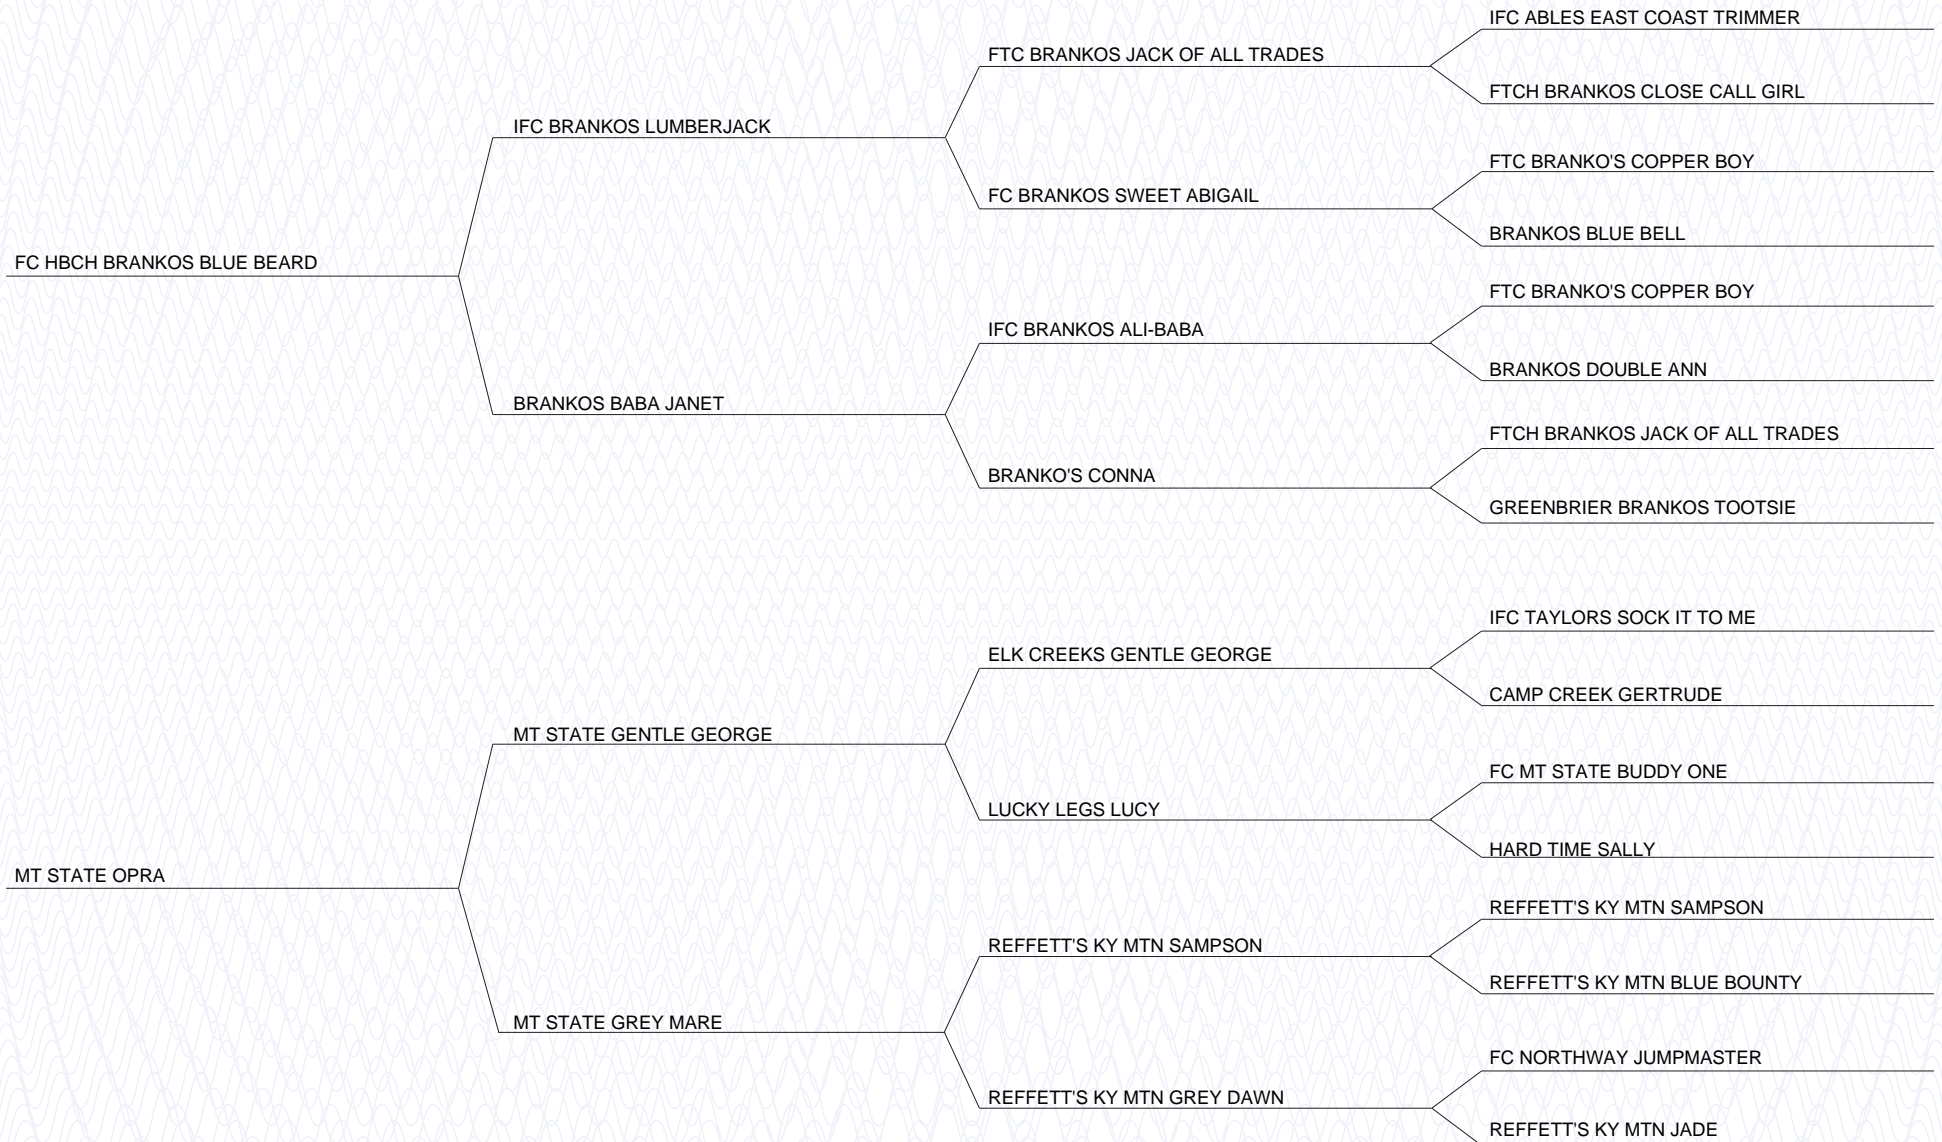 IFC ABLES EAST COAST TRIMMER
FTC BRANKOS JACK OF ALL TRADES
FTCH BRANKOS CLOSE CALL GIRL
IFC BRANKOS LUMBERJACK
FTC BRANKO'S COPPER BOY
FC BRANKOS SWEET ABIGAIL
BRANKOS BLUE BELL
FC HBCH BRANKOS BLUE BEARD
FTC BRANKO'S COPPER BOY
IFC BRANKOS ALI-BABA
BRANKOS DOUBLE ANN
BRANKOS BABA JANET
FTCH BRANKOS JACK OF ALL TRADES
BRANKO'S CONNA
GREENBRIER BRANKOS TOOTSIE
IFC TAYLORS SOCK IT TO ME
ELK CREEKS GENTLE GEORGE
CAMP CREEK GERTRUDE
MT STATE GENTLE GEORGE
FC MT STATE BUDDY ONE
LUCKY LEGS LUCY
HARD TIME SALLY
MT STATE OPRA
REFFETT'S KY MTN SAMPSON
REFFETT'S KY MTN SAMPSON
REFFETT'S KY MTN BLUE BOUNTY
MT STATE GREY MARE
FC NORTHWAY JUMPMASTER
REFFETT'S KY MTN GREY DAWN
REFFETT'S KY MTN JADE